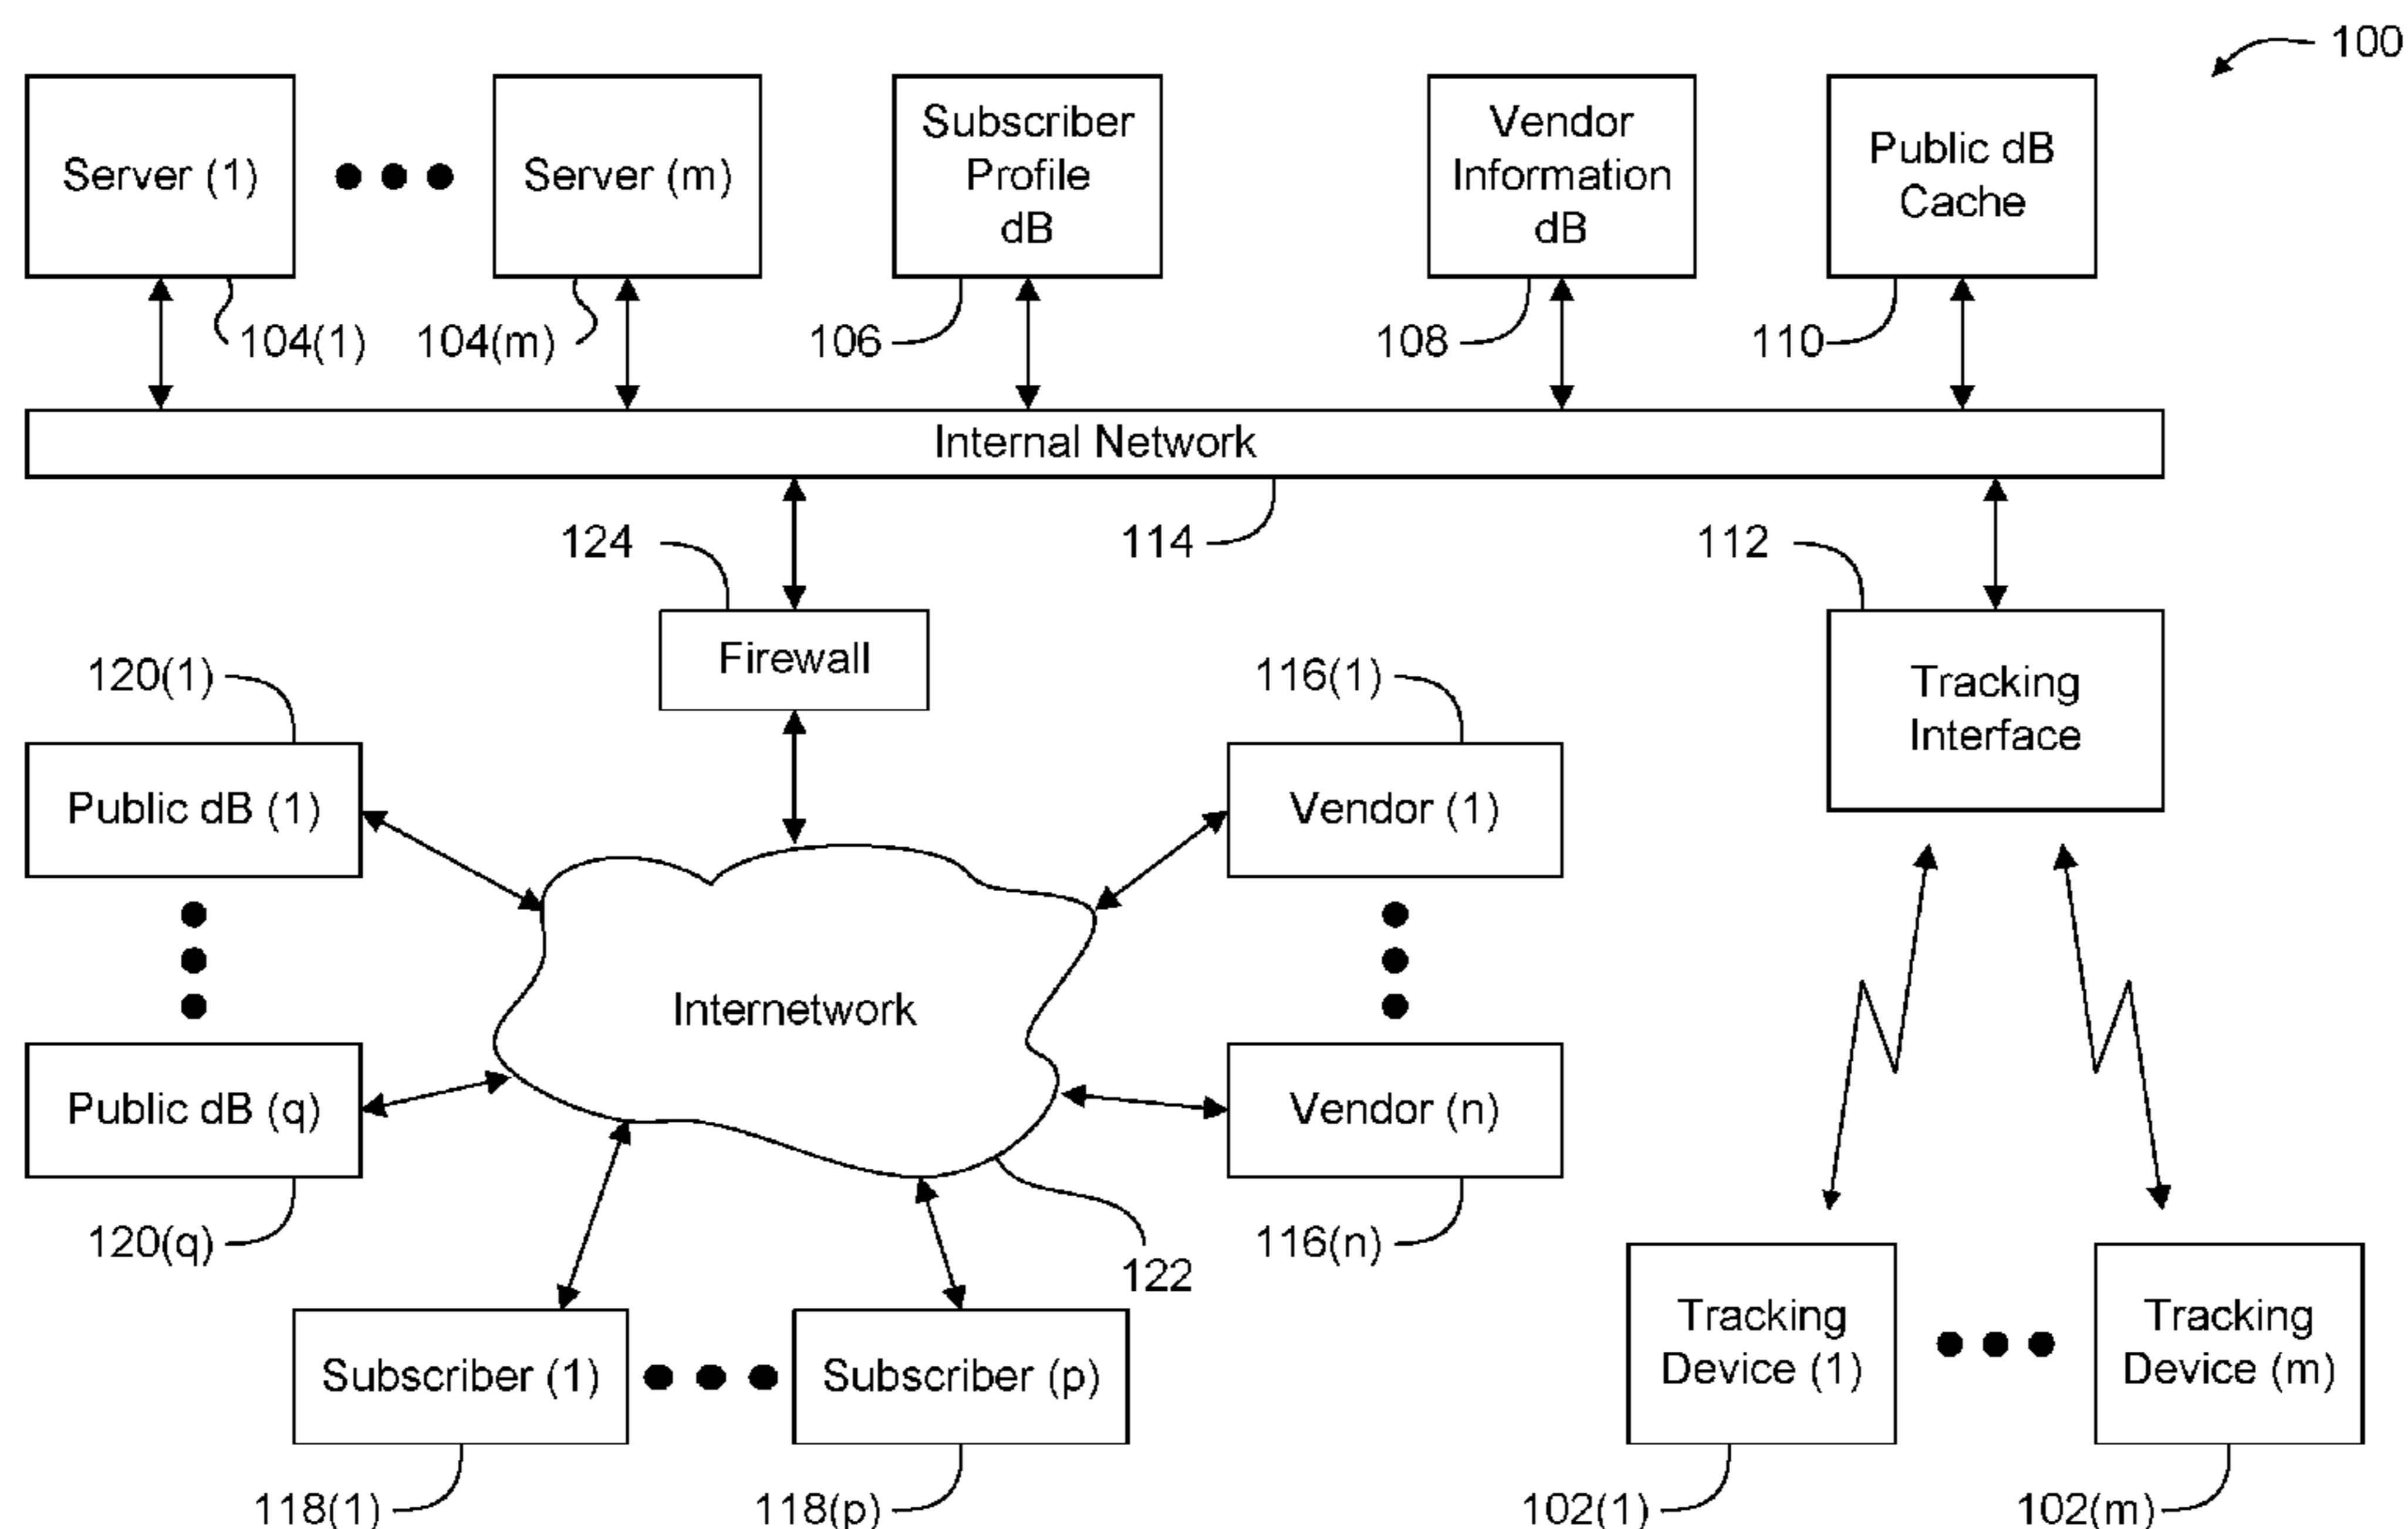 100
Server (1)
Server (m)
Subscriber
Profile
dB
Vendor
Information
dB
Public dB
Cache
104(1)
104(m)
106
108
110
Internal Network
124
114
112
Firewall
Tracking
Interface
120(1)
116(1)
Public dB (1)
Vendor (1)
Internetwork
Public dB (q)
Vendor (n)
120(q)
116(n)
122
Subscriber (1)
Subscriber (p)
Tracking
Device (1)
Tracking
Device (m)
118(1)
118(p)
102(1)
102(m)